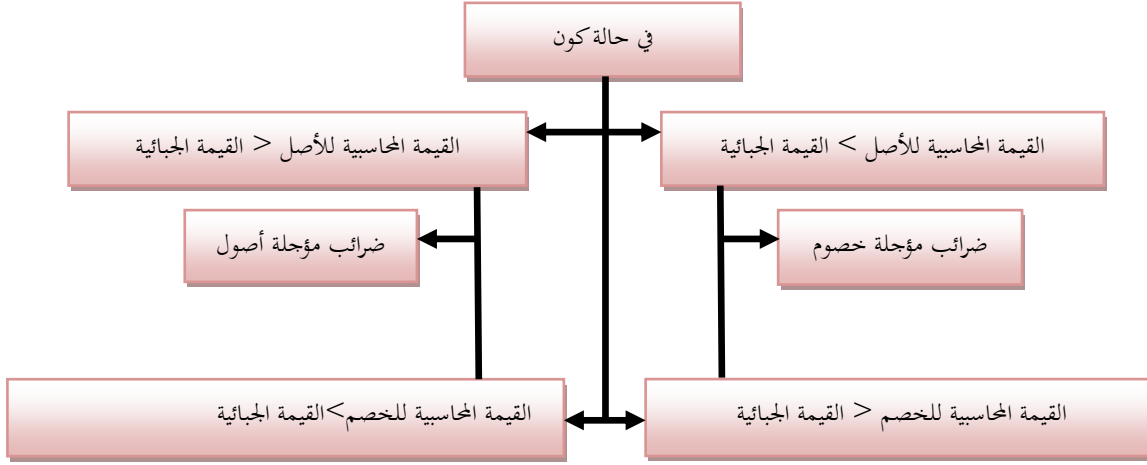 في حالة كون
القيمة المحاسبية للأصل > القيمة الجبائية
القيمة المحاسبية للأصل < القيمة الجبائية
ضرائب مؤجلة خصوم
ضرائب مؤجلة أصول
القيمة المحاسبية للخصم < القيمة الجبائية
القيمة المحاسبية للخصم>القيمة الجبائية